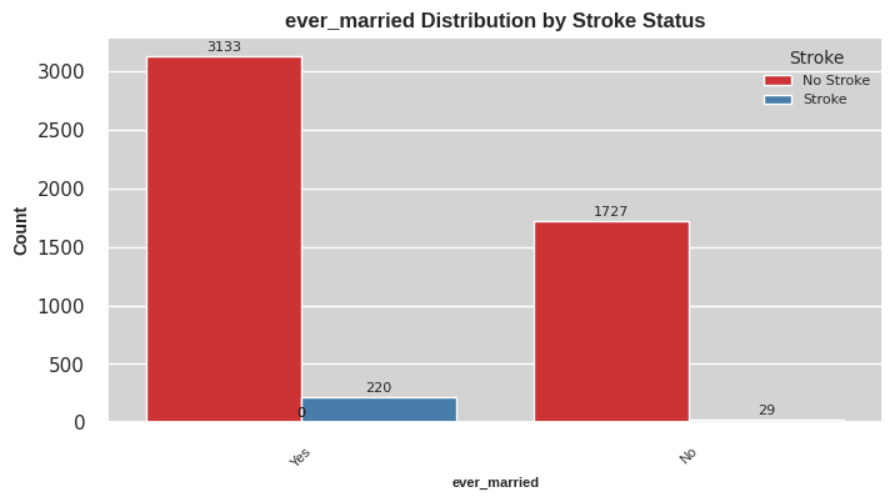 ever_married Distribution by Stroke Status
3133
3000
Stroke
No Stroke
Stroke
2500
2000
1727
1500
Count
1000
500
220
0
29
0
Yes
No
ever_married